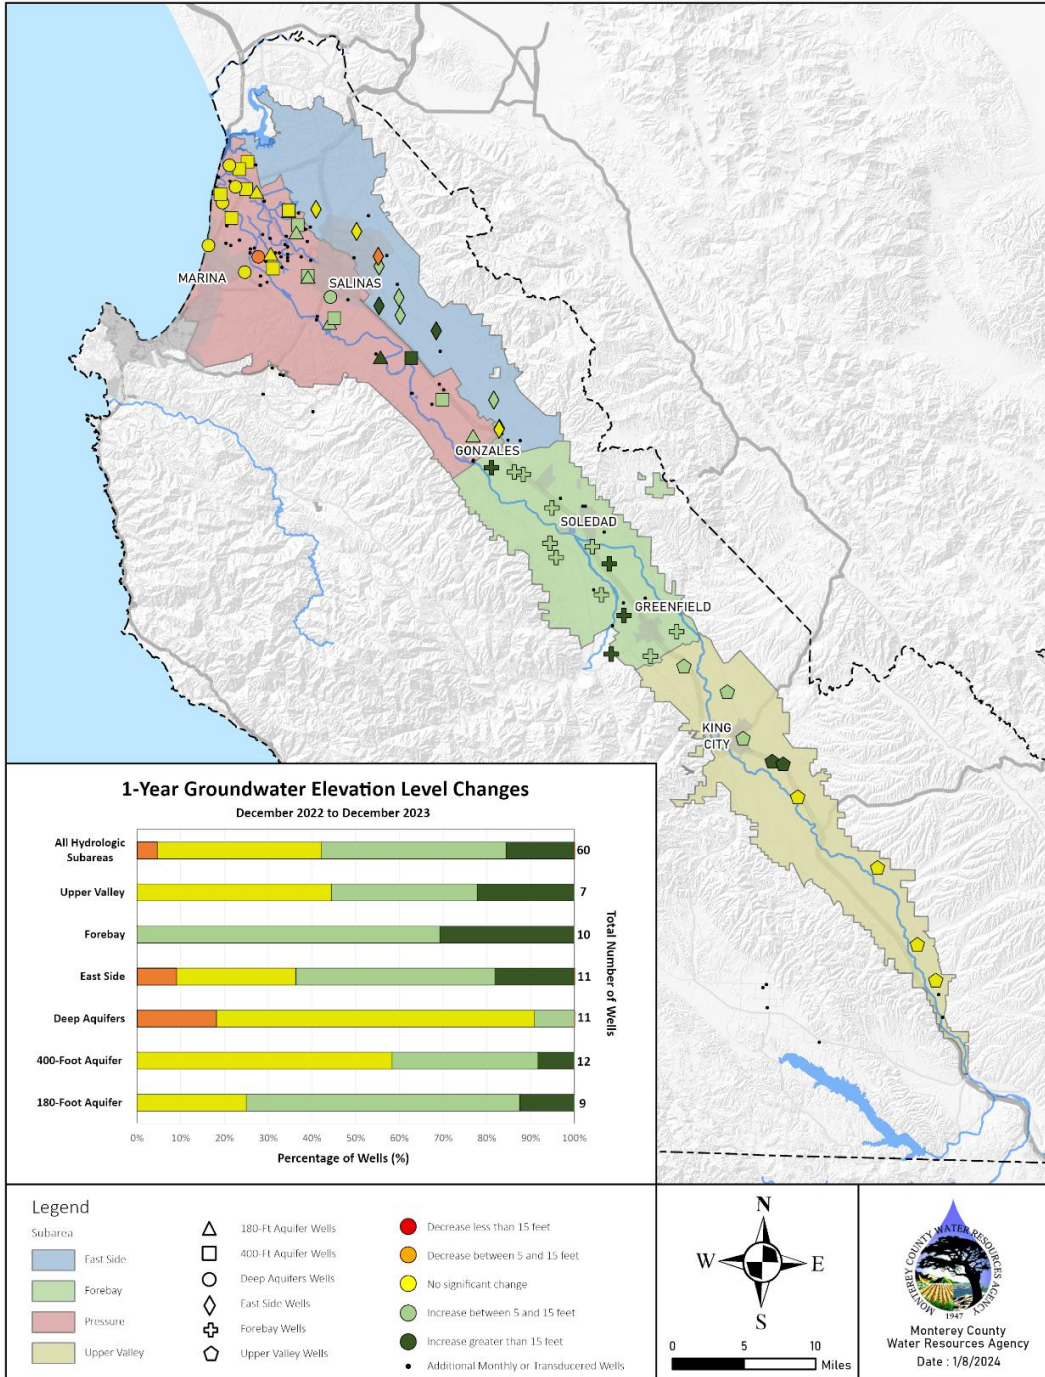 MARINA
SALINAS
GONZALES
SOLEDAD
GREENFIELD
KING
CITY
1-Year Groundwater Elevation Level Changes
December 2022 to December 2023
All Hydrologic
Subareas
60
Upper Valley
7
Forebay
10
East Side
11
Deep Aquifers
11
400-Foot Aquifer
12
180-Foot Aquifer
9
Total Number of Wells
0% 10% 20% 30% 40% 50% 60% 70% 80% 90% 100%
Percentage of Wells (%)
Legend
Subarea
East Side
Forebay
Pressure
Upper Valley
180-Ft Aquifer Wells
400-Ft Aquifer Wells
Deep Aquifers Wells
East Side Wells
Forebay Wells
Upper Valley Wells
Decrease less than 15 feet
Decrease between 5 and 15 feet
No significant change
Increase between 5 and 15 feet
Increase greater than 15 feet
Additional Monthly or Transducered Wells
N
W E
S
0 5 10
Miles
MONTEREY COUNTY WATER RESOURCES AGENCY
1947
Monterey County
Water Resources Agency
Date : 1/8/2024